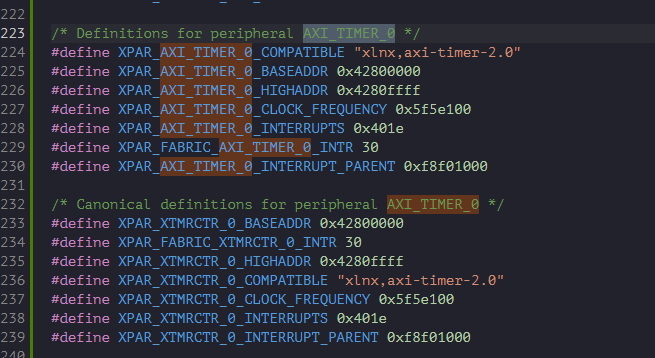 222
223 /* Definitions for peripheral AXI_TIMER_0 */
224 #define XPAR_AXI_TIMER_0_COMPATIBLE "xlnx,axi-timer-2.0"
225 #define XPAR_AXI_TIMER_0_BASEADDR 0x42800000
226 #define XPAR_AXI_TIMER_0_HIGHADDR 0x4280ffff
227 #define XPAR_AXI_TIMER_0_CLOCK_FREQUENCY 0x5f5e100
228 #define XPAR_AXI_TIMER_0_INTERRUPTS 0x401e
229 #define XPAR_FABRIC_AXI_TIMER_0_INTR 30
230 #define XPAR_AXI_TIMER_0_INTERRUPT_PARENT 0xf8f01000
231
232 /* Canonical definitions for peripheral AXI_TIMER_0 */
233 #define XPAR_XTMRCTR_0_BASEADDR 0x42800000
234 #define XPAR_FABRIC_XTMRCTR_0_INTR 30
235 #define XPAR_XTMRCTR_0_HIGHADDR 0x4280ffff
236 #define XPAR_XTMRCTR_0_COMPATIBLE "xlnx,axi-timer-2.0"
237 #define XPAR_XTMRCTR_0_CLOCK_FREQUENCY 0x5f5e100
238 #define XPAR_XTMRCTR_0_INTERRUPTS 0x401e
239 #define XPAR_XTMRCTR_0_INTERRUPT_PARENT 0xf8f01000
240